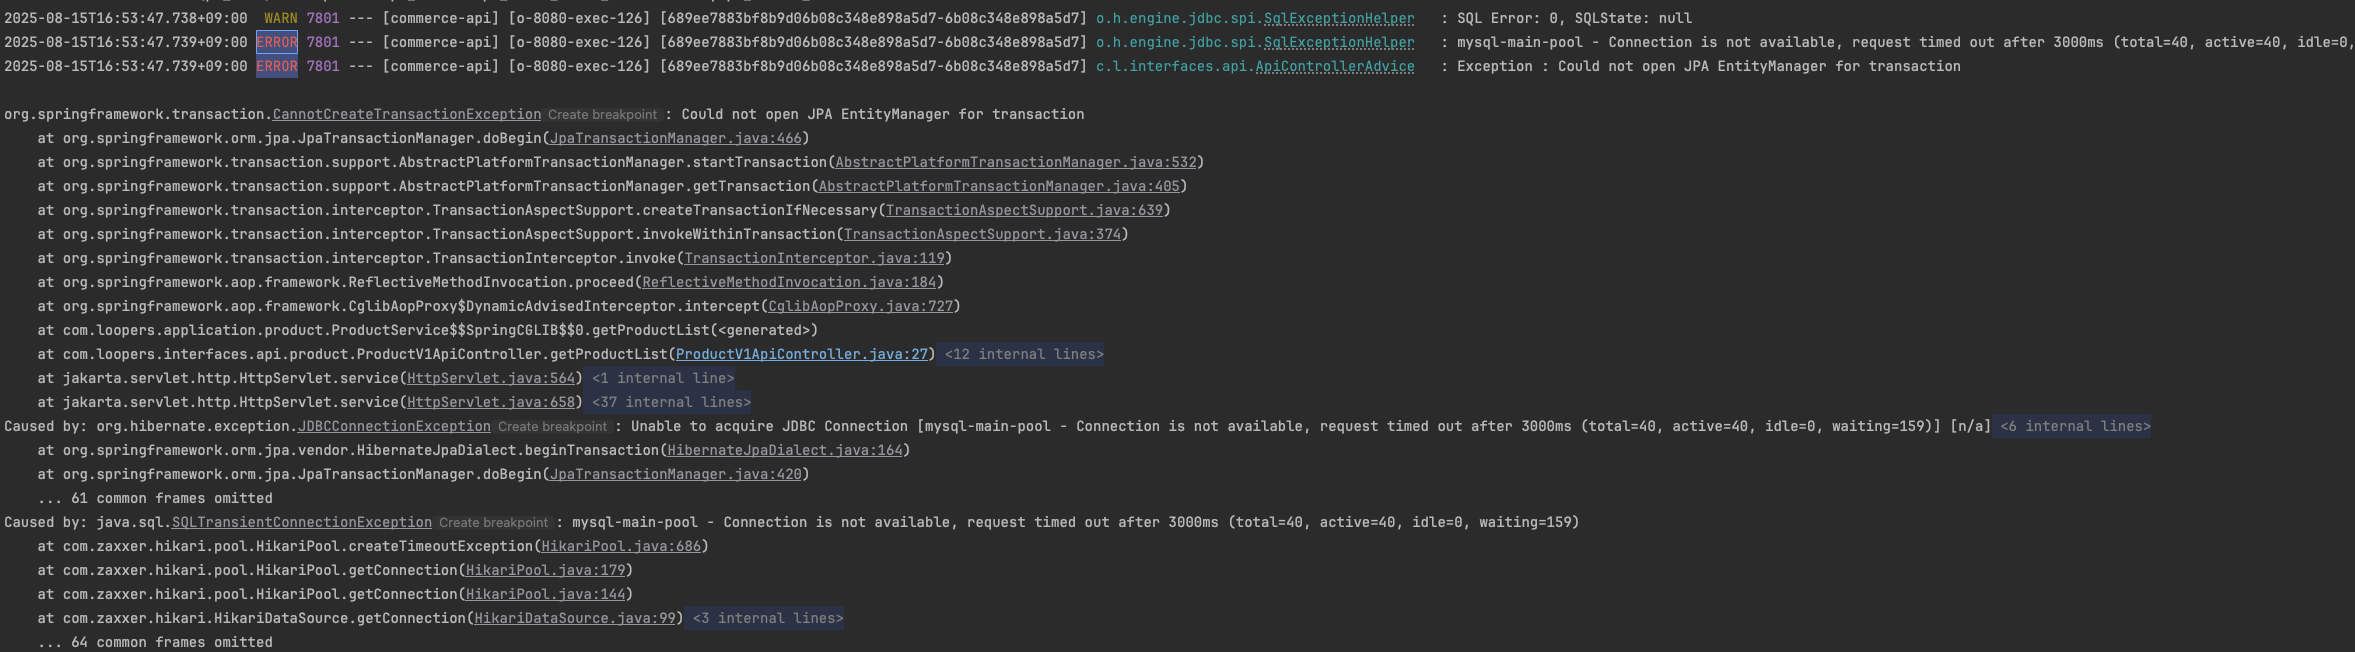 2025-08-15T16:53:47.738+09:00  WARN 7801 --- [commerce-api] [o-8080-exec-126] [689ee7883bf8b9d06b08c348e898a5d7-6b08c348e898a5d7] o.h.engine.jdbc.spi.SqlExceptionHelper   : SQL Error: 0, SQLState: null
2025-08-15T16:53:47.739+09:00 ERROR 7801 --- [commerce-api] [o-8080-exec-126] [689ee7883bf8b9d06b08c348e898a5d7-6b08c348e898a5d7] o.h.engine.jdbc.spi.SqlExceptionHelper   : mysql-main-pool - Connection is not available, request timed out after 3000ms (total=40, active=40, idle=0,
2025-08-15T16:53:47.739+09:00 ERROR 7801 --- [commerce-api] [o-8080-exec-126] [689ee7883bf8b9d06b08c348e898a5d7-6b08c348e898a5d7] c.l.interfaces.api.ApiControllerAdvice   : Exception : Could not open JPA EntityManager for transaction
org.springframework.transaction.CannotCreateTransactionException Create breakpoint : Could not open JPA EntityManager for transaction
    at org.springframework.orm.jpa.JpaTransactionManager.doBegin(JpaTransactionManager.java:466)
    at org.springframework.transaction.support.AbstractPlatformTransactionManager.startTransaction(AbstractPlatformTransactionManager.java:532)
    at org.springframework.transaction.support.AbstractPlatformTransactionManager.getTransaction(AbstractPlatformTransactionManager.java:405)
    at org.springframework.transaction.interceptor.TransactionAspectSupport.createTransactionIfNecessary(TransactionAspectSupport.java:639)
    at org.springframework.transaction.interceptor.TransactionAspectSupport.invokeWithinTransaction(TransactionAspectSupport.java:374)
    at org.springframework.transaction.interceptor.TransactionInterceptor.invoke(TransactionInterceptor.java:119)
    at org.springframework.aop.framework.ReflectiveMethodInvocation.proceed(ReflectiveMethodInvocation.java:184)
    at org.springframework.aop.framework.CglibAopProxy$DynamicAdvisedInterceptor.intercept(CglibAopProxy.java:727)
    at com.loopers.application.product.ProductService$$SpringCGLIB$$0.getProductList(<generated>)
    at com.loopers.interfaces.api.product.ProductV1ApiController.getProductList(ProductV1ApiController.java:27) <12 internal lines>
    at jakarta.servlet.http.HttpServlet.service(HttpServlet.java:564) <1 internal line>
    at jakarta.servlet.http.HttpServlet.service(HttpServlet.java:658) <37 internal lines>
Caused by: org.hibernate.exception.JDBCConnectionException Create breakpoint : Unable to acquire JDBC Connection [mysql-main-pool - Connection is not available, request timed out after 3000ms (total=40, active=40, idle=0, waiting=159)] [n/a] <6 internal lines>
    at org.springframework.orm.jpa.vendor.HibernateJpaDialect.beginTransaction(HibernateJpaDialect.java:164)
    at org.springframework.orm.jpa.JpaTransactionManager.doBegin(JpaTransactionManager.java:420)
    ... 61 common frames omitted
Caused by: java.sql.SQLTransientConnectionException Create breakpoint : mysql-main-pool - Connection is not available, request timed out after 3000ms (total=40, active=40, idle=0, waiting=159)
    at com.zaxxer.hikari.pool.HikariPool.createTimeoutException(HikariPool.java:686)
    at com.zaxxer.hikari.pool.HikariPool.getConnection(HikariPool.java:179)
    at com.zaxxer.hikari.pool.HikariPool.getConnection(HikariPool.java:144)
    at com.zaxxer.hikari.HikariDataSource.getConnection(HikariDataSource.java:99) <3 internal lines>
    ... 64 common frames omitted